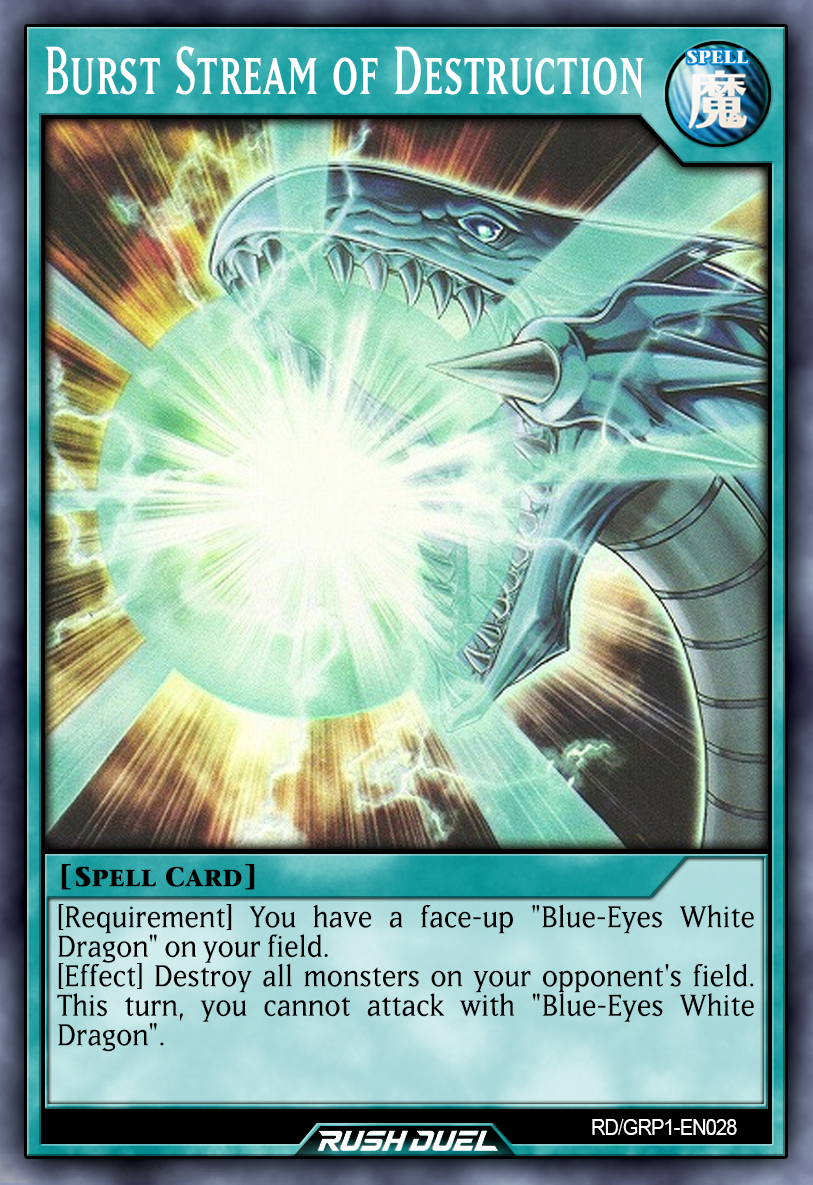 Burst Stream of Destruction
SPELL
魔
[Spell Card]
[Requirement] You have a face-up "Blue-Eyes White
Dragon" on your field.
[Effect] Destroy all monsters on your opponent's field.
This turn, you cannot attack with "Blue-Eyes White
Dragon".
RD/GRP1-EN028
RUSH DUEL